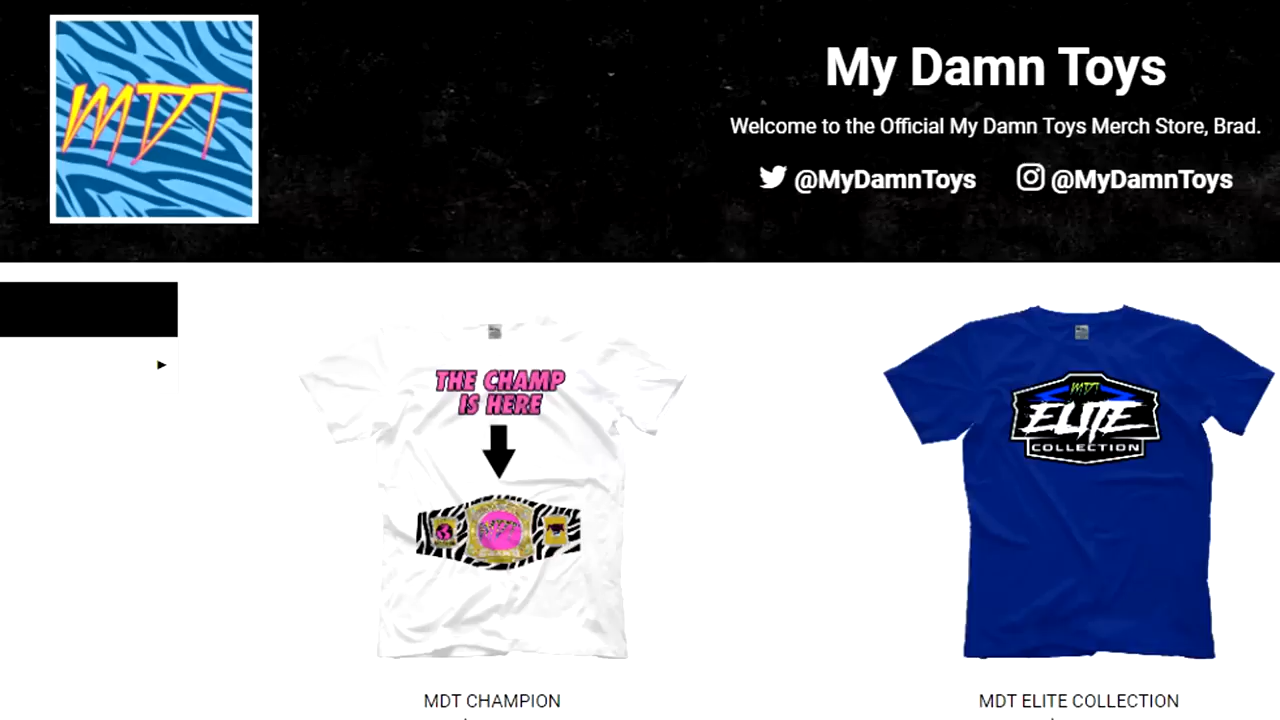 MDT
My Damn Toys
Welcome to the Official My Damn Toys Merch Store, Brad.
@MyDamnToys
@MyDamnToys
THE CHAMP
IS HERE
MDT
ELITE
COLLECTION
MDT CHAMPION
MDT ELITE COLLECTION